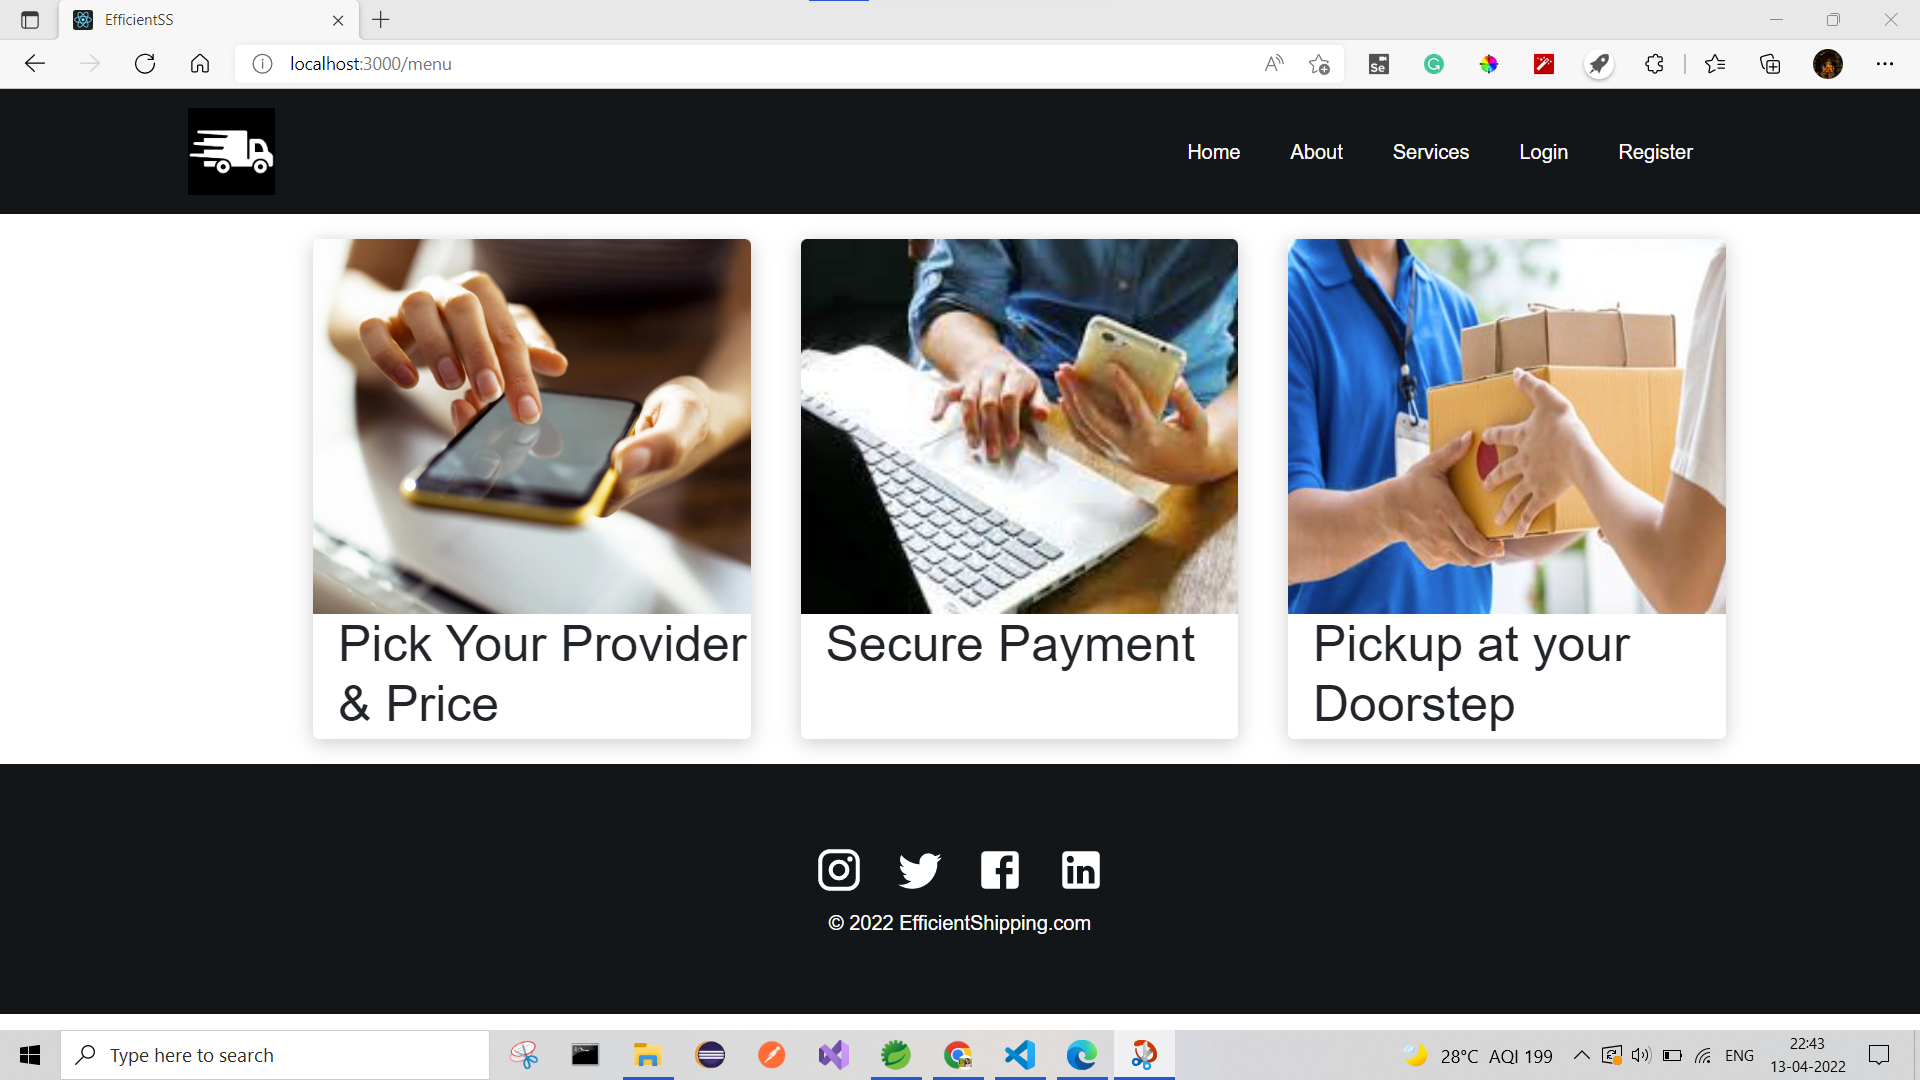 EfficientSS
localhost:3000/menu
Se
Home About Services Login Register
Pick Your Provider
& Price
Secure Payment
Pickup at your
Doorstep
© 2022 EfficientShipping.com
Type here to search
28°C AQI 199
ENG
22:43
13-04-2022